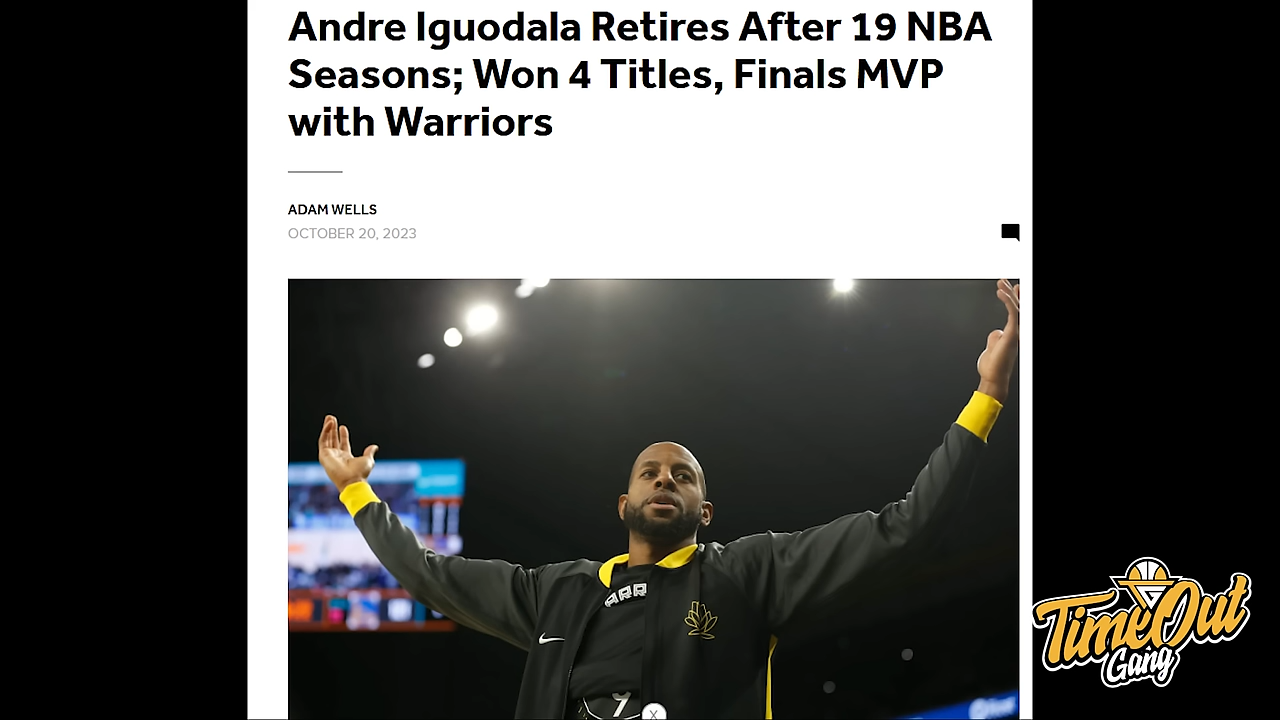 Andre Iguodala Retires After 19 NBA
Seasons; Won 4 Titles, Finals MVP
with Warriors
ADAM WELLS
OCTOBER 20, 2023
ARR
X
TimeOut
Gang